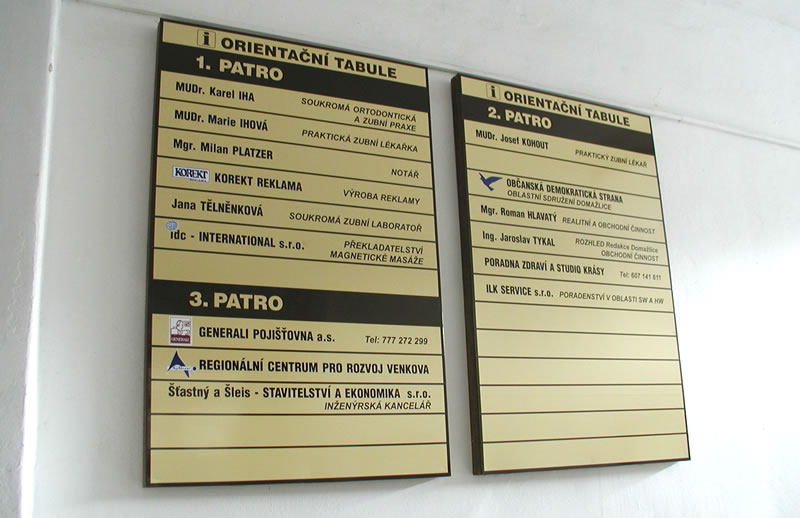 i ORIENTAČNÍ TABULE
1. PATRO
MUDr. Karel IHA
SOUKROMÁ ORTODONTICKÁ
A ZUBNÍ PRAXE
MUDr. Marie IHOVÁ
PRAKTICKÁ ZUBNÍ LÉKAŘKA
Mgr. Milan PLATZER
NOTÁŘ
KOREKT KOREKT REKLAMA
VÝROBA REKLAMY
Jana TĚLNĚNKOVÁ
SOUKROMÁ ZUBNÍ LABORATOŘ
idc - INTERNATIONAL s.r.o.
PŘEKLADATELSTVÍ
MAGNETICKÉ MASÁŽE
3. PATRO
GENERALI POJIŠŤOVNA a.s. Tel: 777 272 299
REGIONÁLNÍ CENTRUM PRO ROZVOJ VENKOVA
Šťastný a Šleis - STAVITELSTVÍ A EKONOMIKA s.r.o.
INŽENÝRSKÁ KANCELÁŘ
i ORIENTAČNÍ TABULE
2. PATRO
MUDr. Josef KOHOUT
PRAKTICKÝ ZUBNÍ LÉKAŘ
OBČANSKÁ DEMOKRATICKÁ STRANA
OBLASTNÍ SDRUŽENÍ DOMAŽLICE
Mgr. Roman HLAVATÝ REALITNÍ A OBCHODNÍ ČINNOST
Ing. Jaroslav TYKAL ROZHLED Redakce Domažlice
OBCHODNÍ ČINNOST
PORADNA ZDRAVÍ A STUDIO KRÁSY Tel: 607 141 611
ILK SERVICE s.r.o. PORADENSTVÍ V OBLASTI SW A HW